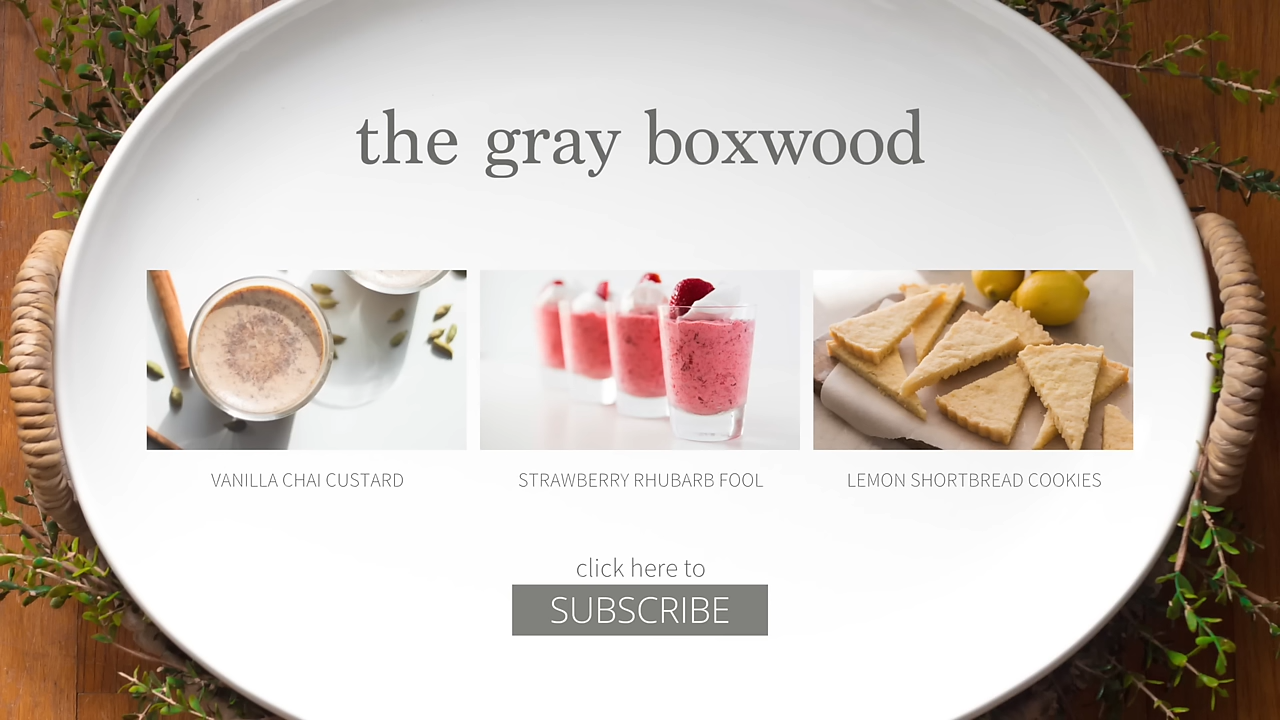 the gray boxwood
VANILLA CHAI CUSTARD
STRAWBERRY RHUBARB FOOL
LEMON SHORTBREAD COOKIES
click here to
SUBSCRIBE